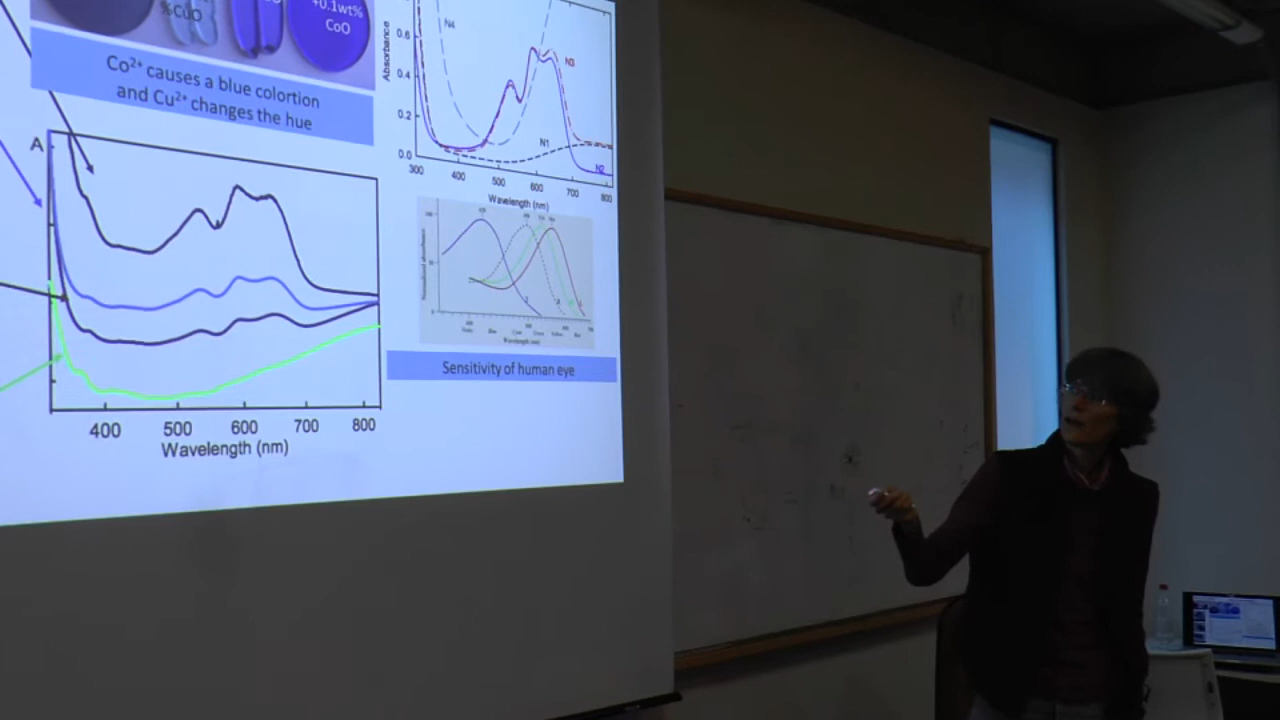 %CuO
+0.1wt%
CoO
Co²⁺ causes a blue colortion
and Cu²⁺ changes the hue
A
400 500 600 700 800
Wavelength (nm)
Absorbance
0.6
0.4
0.2
0.0
N4
N3
N1
N2
300 400 500 600 700 800
Wavelength (nm)
Sensitivity of human eye